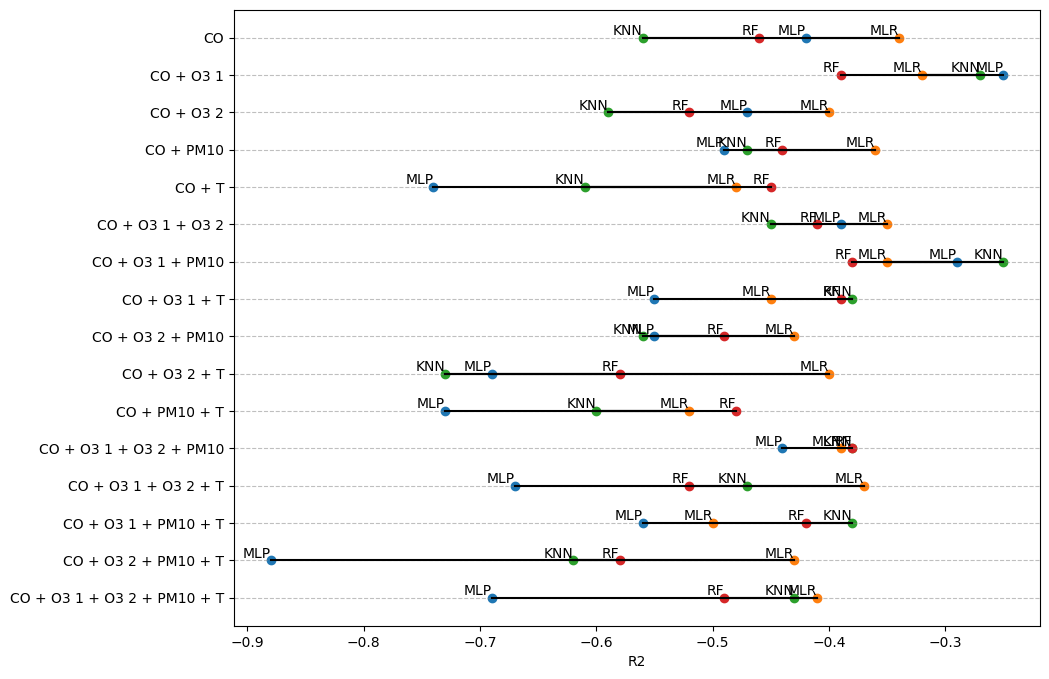 CO KNN RF MLP MLR
CO + O3 1 RF MLR KNN MLP
CO + O3 2 KNN RF MLP MLR
CO + PM10 MLP KNN RF MLR
CO + T MLP KNN MLR RF
CO + O3 1 + O3 2 KNN RF MLP MLR
CO + O3 1 + PM10 RF MLR MLP KNN
CO + O3 1 + T MLP MLR RF KNN
CO + O3 2 + PM10 KNN MLP RF MLR
CO + O3 2 + T KNN MLP RF MLR
CO + PM10 + T MLP KNN MLR RF
CO + O3 1 + O3 2 + PM10 MLP MLR KNN RF
CO + O3 1 + O3 2 + T MLP RF KNN MLR
CO + O3 1 + PM10 + T MLP MLR RF KNN
CO + O3 2 + PM10 + T MLP KNN RF MLR
CO + O3 1 + O3 2 + PM10 + T MLP RF KNN MLR
−0.9 −0.8 −0.7 −0.6 −0.5 −0.4 −0.3
R2